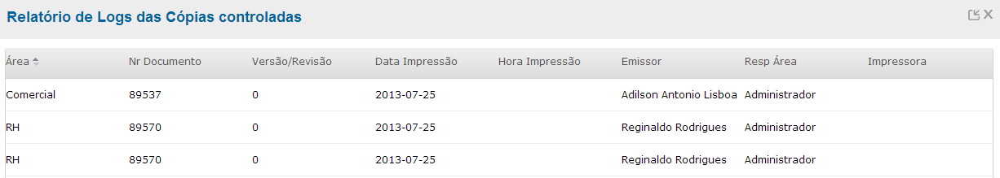 Relatório de Logs das Cópias controladas
Área Nr Documento Versão/Revisão Data Impressão Hora Impressão Emissor Resp Área Impressora
Comercial 89537 0 2013-07-25 Adilson Antonio Lisboa Administrador
RH 89570 0 2013-07-25 Reginaldo Rodrigues Administrador
RH 89570 0 2013-07-25 Reginaldo Rodrigues Administrador